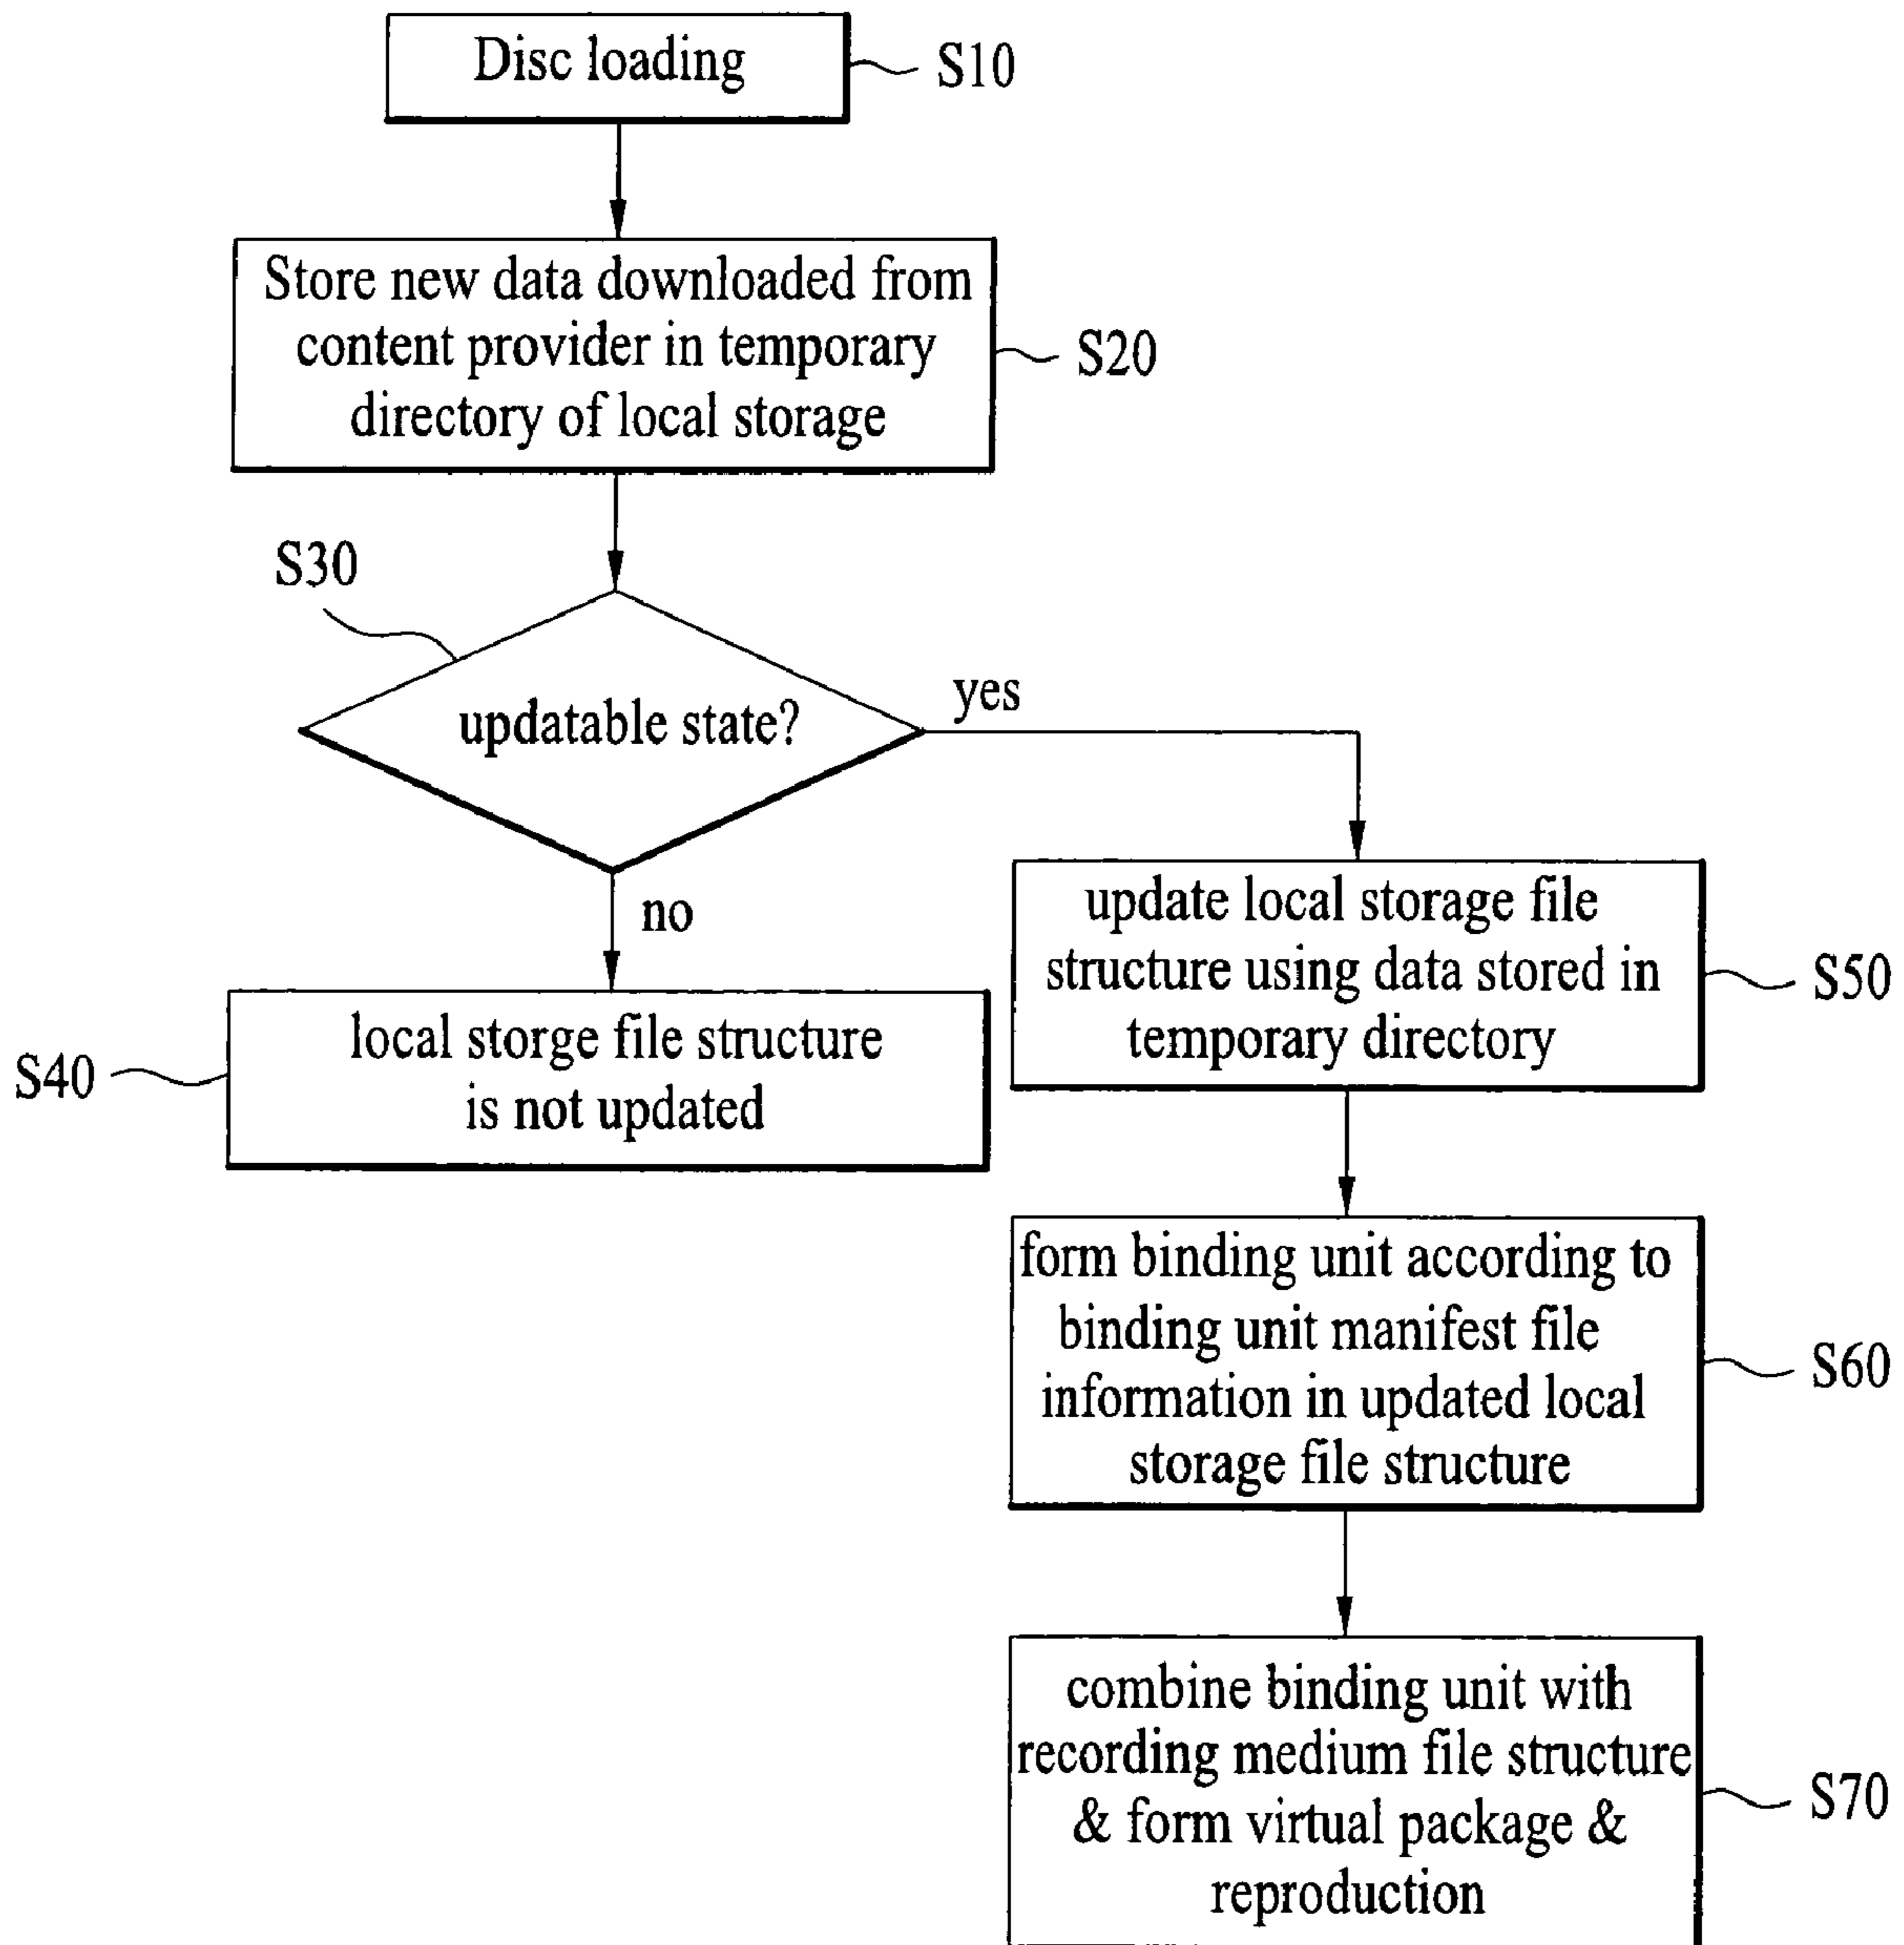 Disc loading
S10
Store new data downloaded from
content provider in temporary
directory of local storage
S20
S30
updatable state?
yes
no
local storge file structure
is not updated
S40
update local storage file
structure using data stored in
temporary directory
S50
form binding unit according to
binding unit manifest file
information in updated local
storage file structure
S60
combine binding unit with
recording medium file structure
& form virtual package &
reproduction
S70